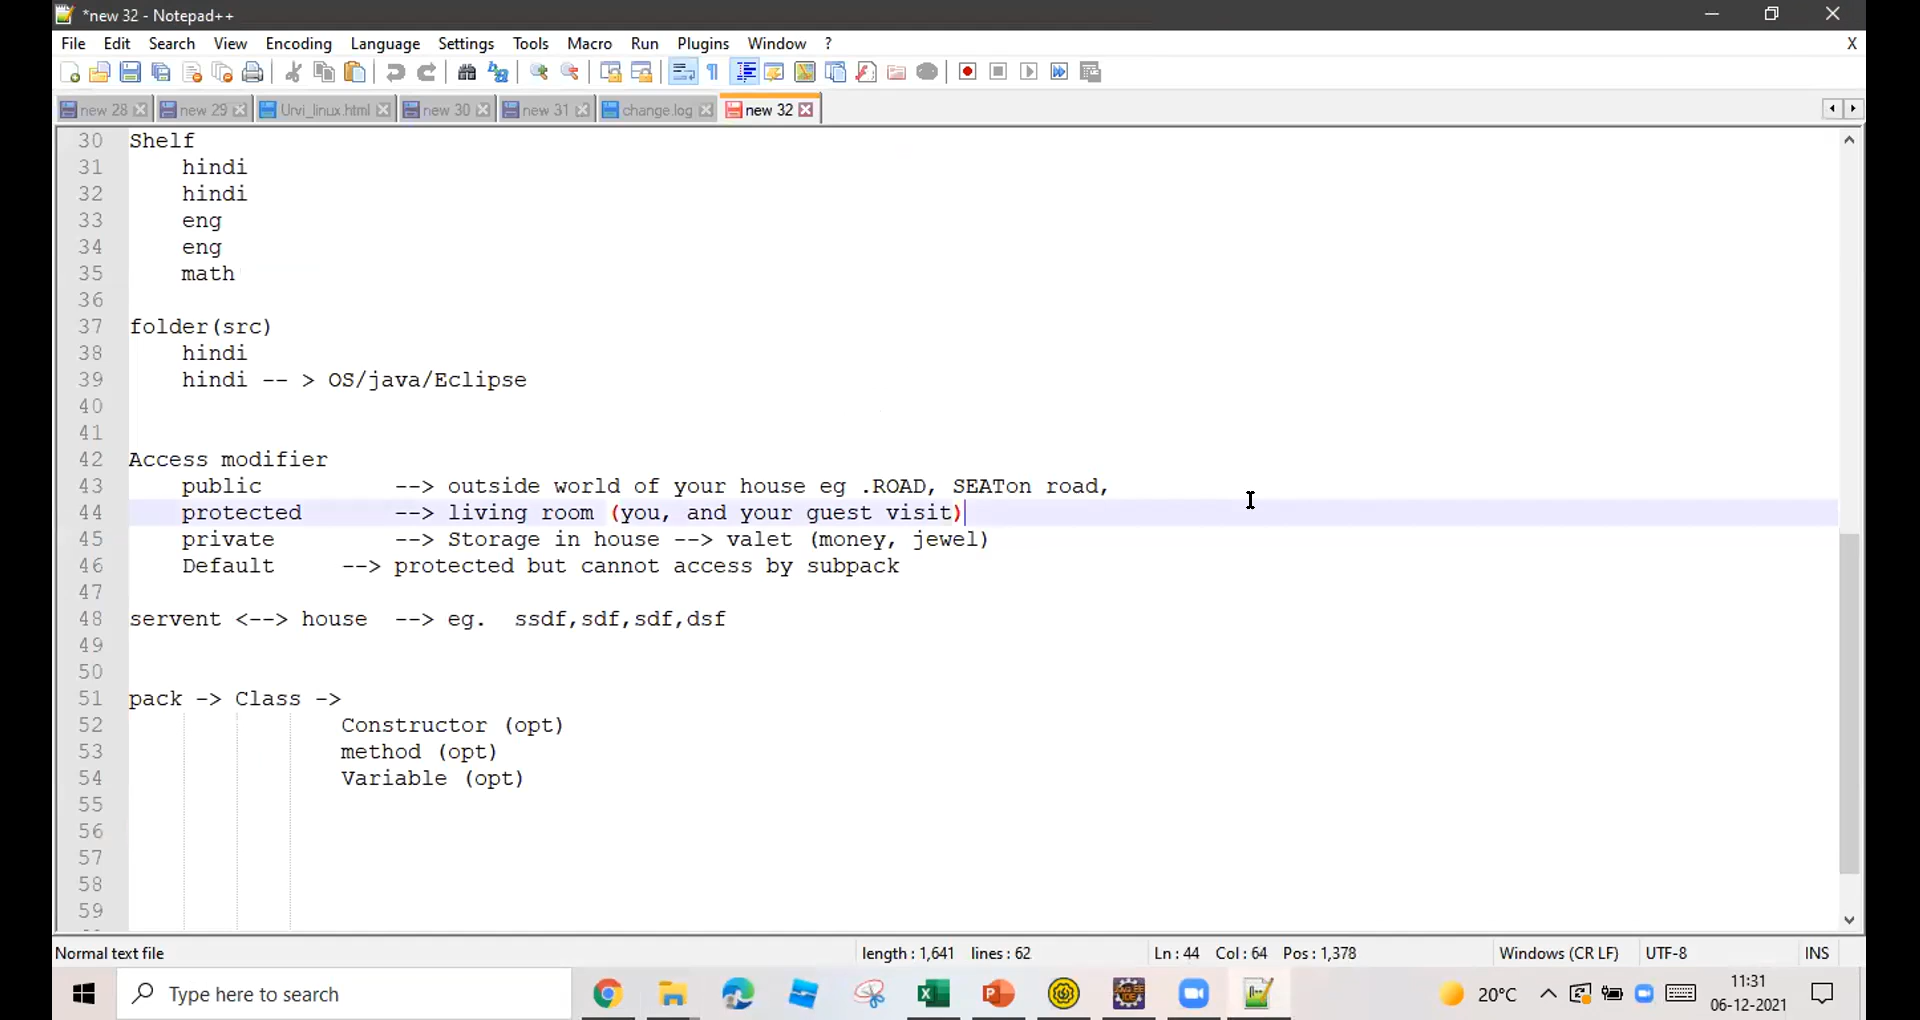 *new 32 - Notepad++
File Edit Search View Encoding Language Settings Tools Macro Run Plugins Window ? X
new 28 new 29 Urvi_linux.html new 30 new 31 change.log new 32
30 Shelf
31 hindi
32 hindi
33 eng
34 eng
35 math
36
37 folder(src)
38 hindi
39 hindi -- > OS/java/Eclipse
40
41
42 Access modifier
43 public --> outside world of your house eg .ROAD, SEATon road,
44 protected --> living room (you, and your guest visit)
45 private --> Storage in house --> valet (money, jewel)
46 Default --> protected but cannot access by subpack
47
48 servent <--> house --> eg. ssdf,sdf,sdf,dsf
49
50
51 pack -> Class ->
52 Constructor (opt)
53 method (opt)
54 Variable (opt)
55
56
57
58
59
Normal text file length : 1,641 lines : 62 Ln : 44 Col : 64 Pos : 1,378 Windows (CR LF) UTF-8 INS
Type here to search 20°C 11:31
06-12-2021